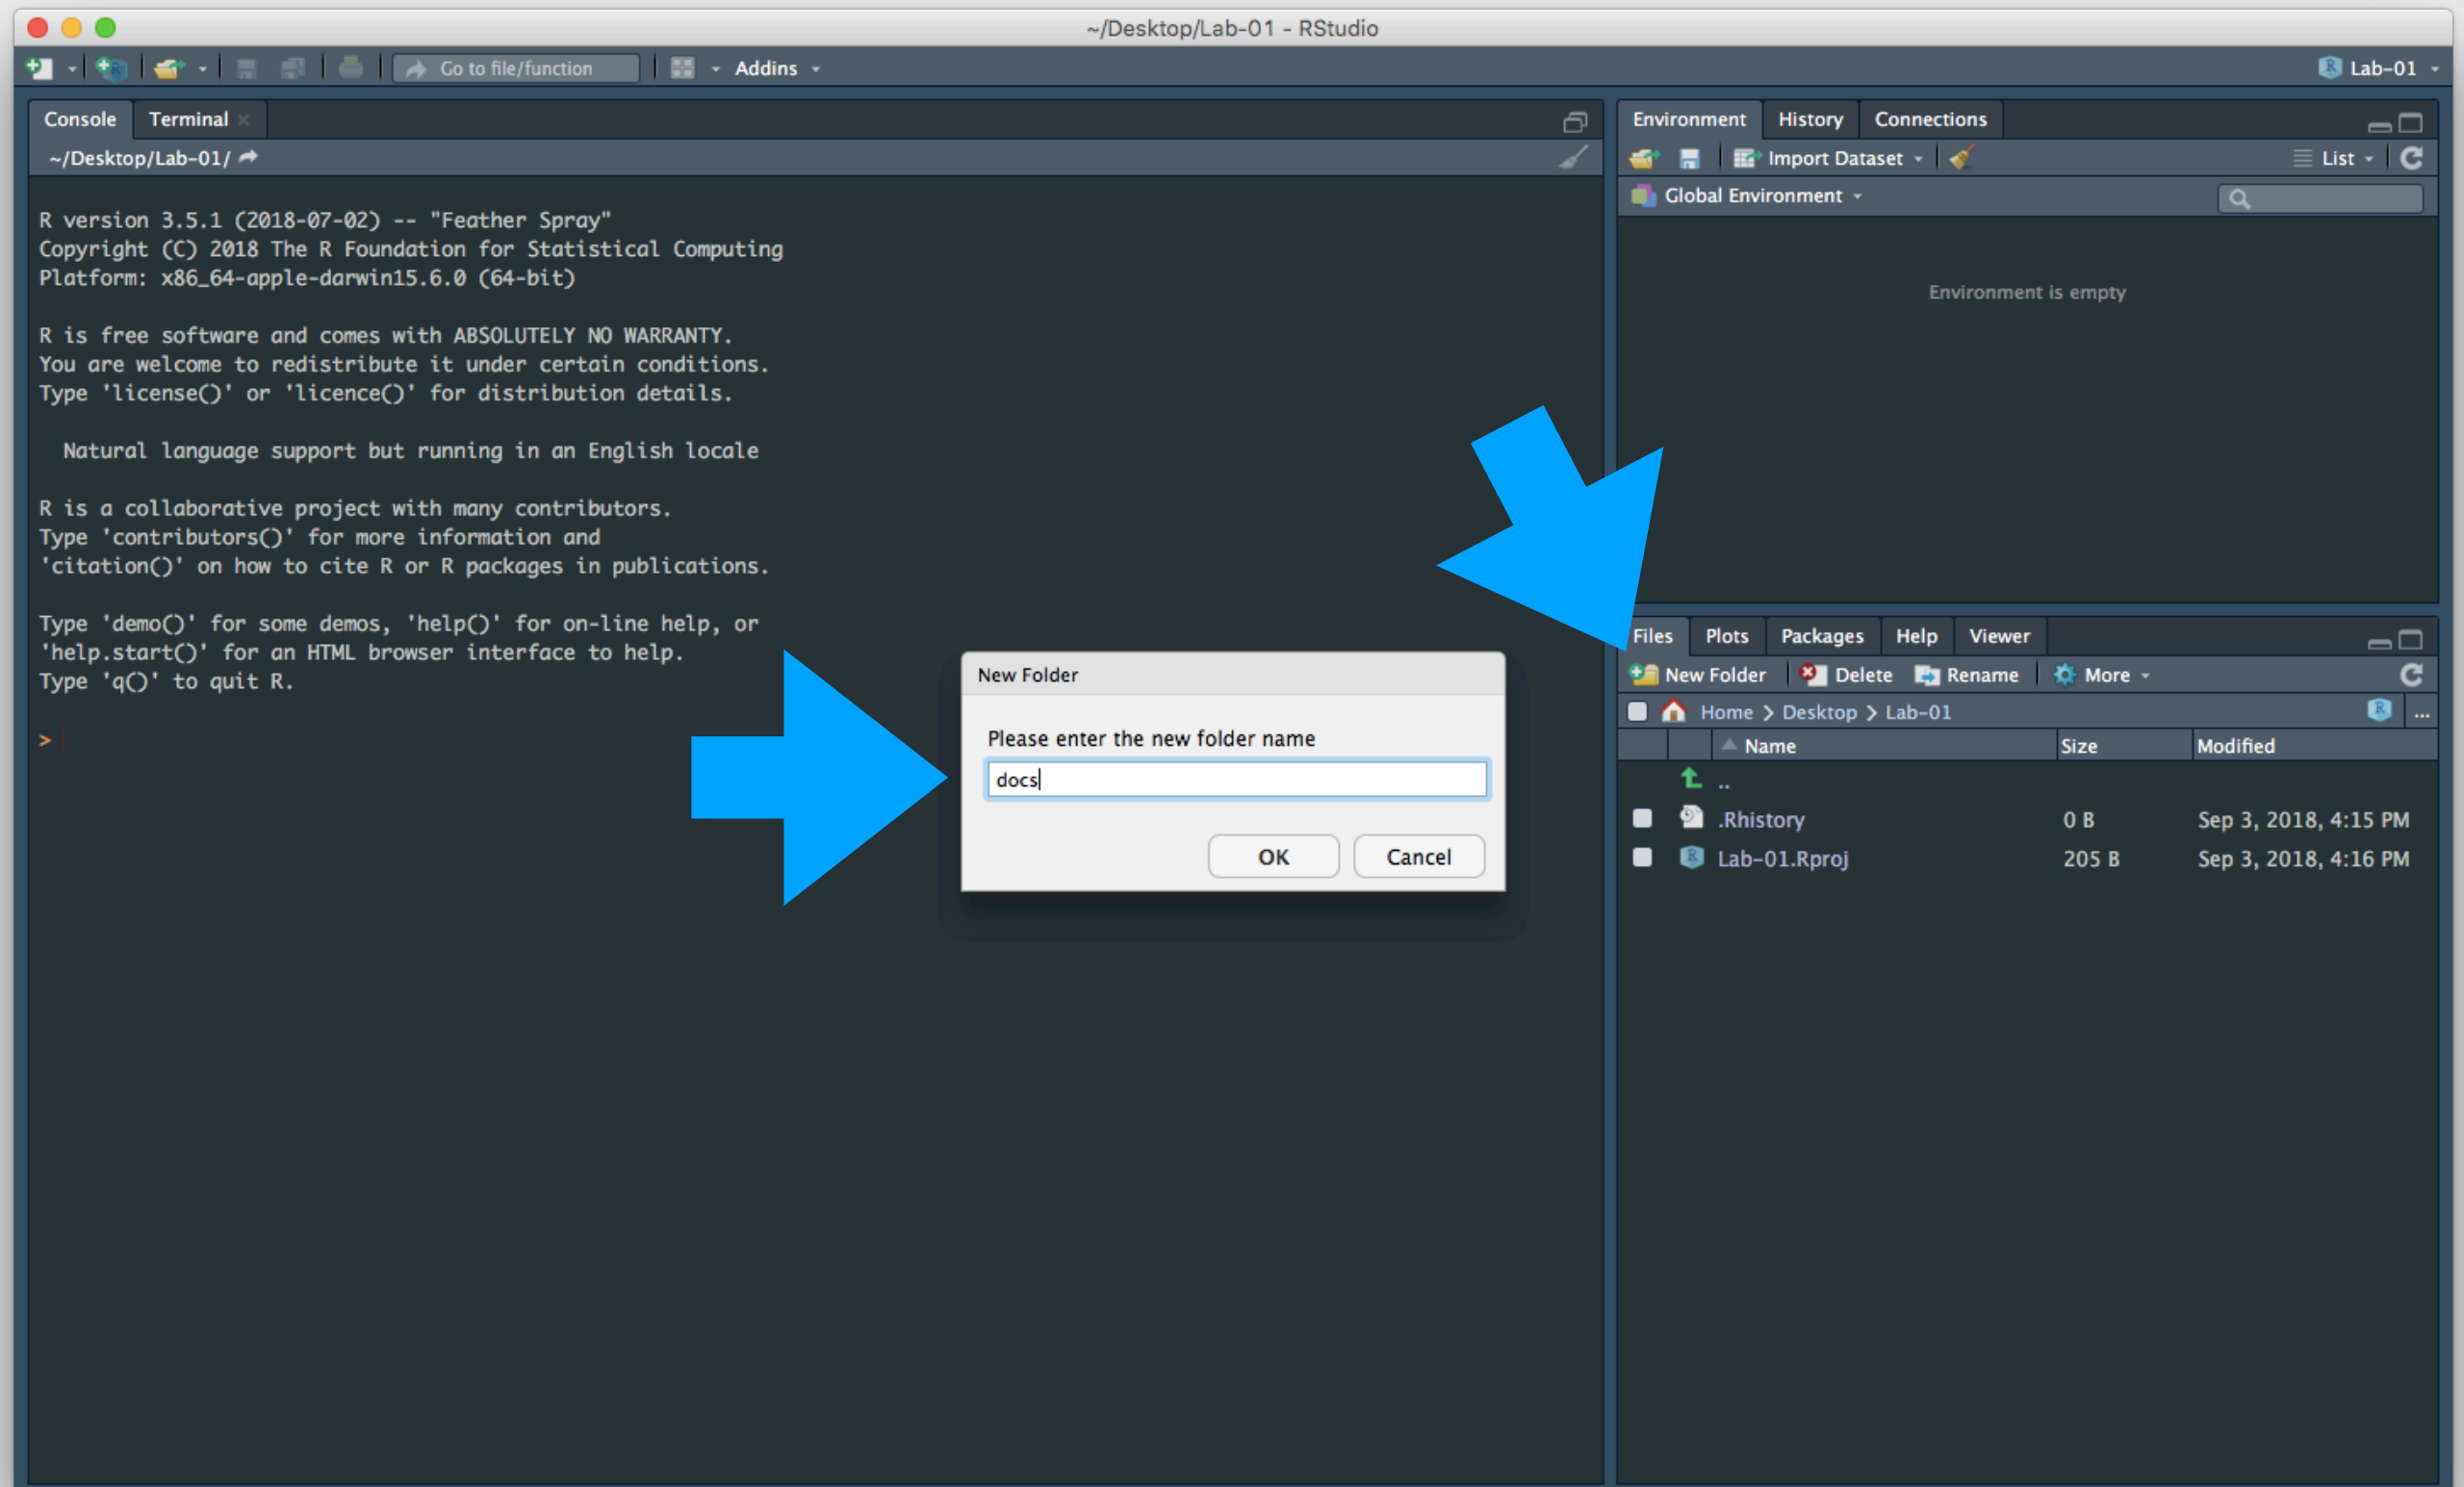 ~/Desktop/Lab-01 - RStudio
Go to file/function
Addins
Lab-01
Console
Terminal
~/Desktop/Lab-01/
R version 3.5.1 (2018-07-02) -- "Feather Spray"
Copyright (C) 2018 The R Foundation for Statistical Computing
Platform: x86_64-apple-darwin15.6.0 (64-bit)
R is free software and comes with ABSOLUTELY NO WARRANTY.
You are welcome to redistribute it under certain conditions.
Type 'license()' or 'licence()' for distribution details.
Natural language support but running in an English locale
R is a collaborative project with many contributors.
Type 'contributors()' for more information and
'citation()' on how to cite R or R packages in publications.
Type 'demo()' for some demos, 'help()' for on-line help, or
'help.start()' for an HTML browser interface to help.
Type 'q()' to quit R.
>
New Folder
Please enter the new folder name
docs
OK Cancel
Environment History Connections
Import Dataset List
Global Environment
Environment is empty
Files Plots Packages Help Viewer
New Folder Delete Rename More
Home > Desktop > Lab-01 ...
Name Size Modified
..
.Rhistory 0 B Sep 3, 2018, 4:15 PM
Lab-01.Rproj 205 B Sep 3, 2018, 4:16 PM